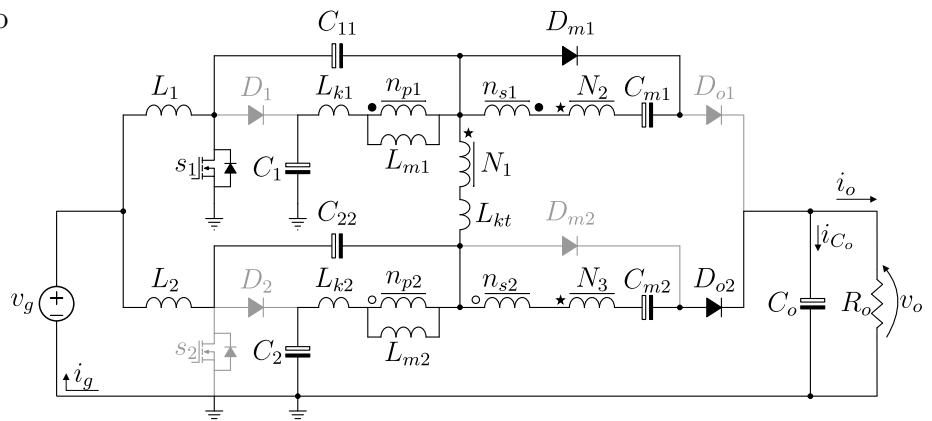 o
C11
Dm1
L1
D1
Lk1
np1
ns1
N2
Cm1
Do1
s1
C1
Lm1
N1
Lkt
io
C22
Dm2
iCo
L2
D2
Lk2
np2
ns2
N3
Cm2
Do2
vg
s2
C2
Lm2
Co
Ro
vo
ig